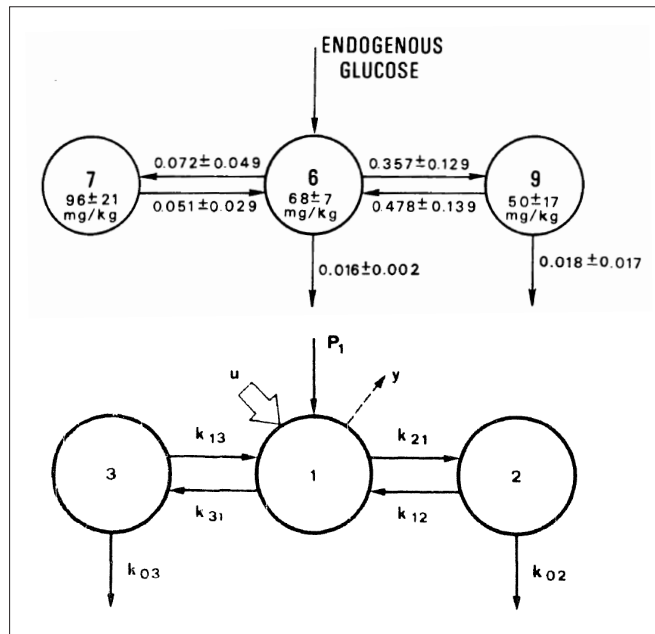 ENDOGENOUS
GLUCOSE
7
96±21
mg/kg
0.072±0.049
0.051±0.029
6
68±7
mg/kg
0.357±0.129
0.478±0.139
9
50±17
mg/kg
0.016±0.002
0.018±0.017
P1
u
y
3
k13
k31
1
k21
k12
2
k03
k02